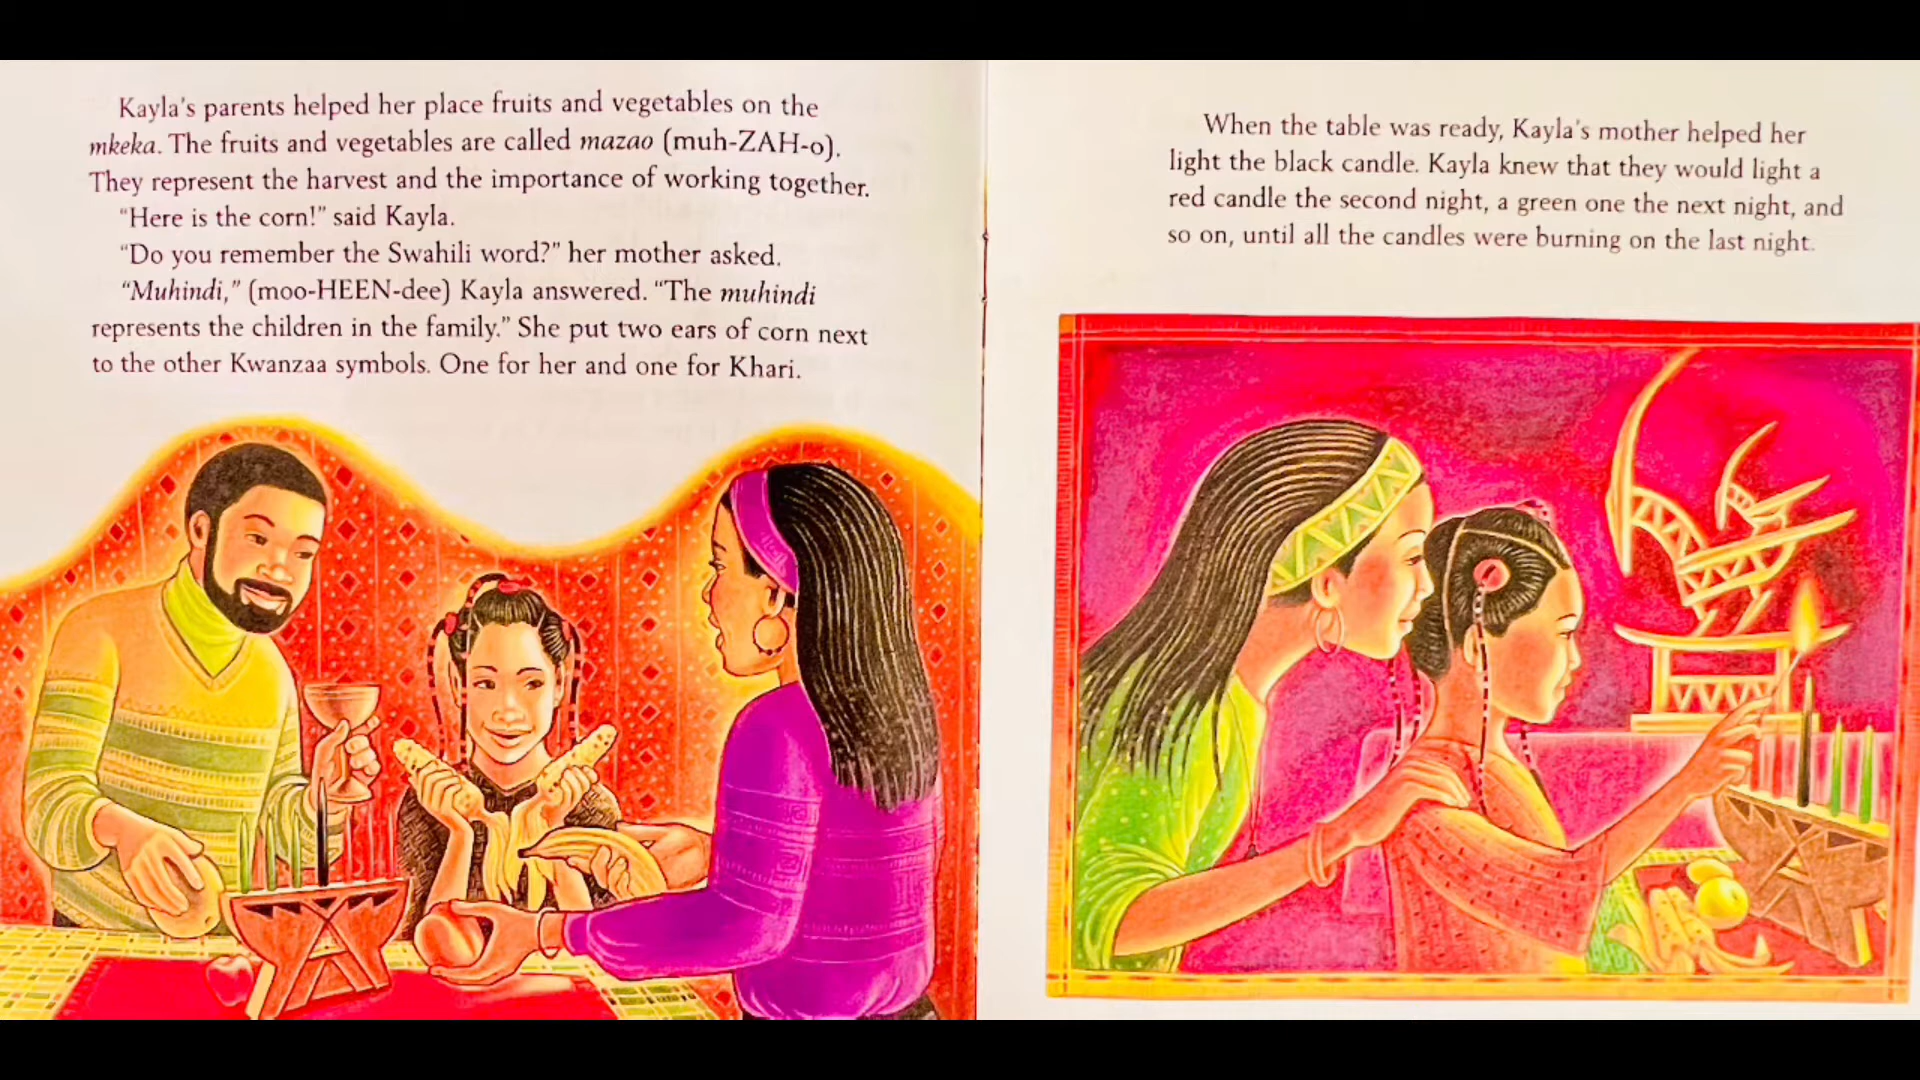 Kayla's parents helped her place fruits and vegetables on the
mkeka. The fruits and vegetables are called mazao (muh-ZAH-o).
They represent the harvest and the importance of working together.
"Here is the corn!" said Kayla.
"Do you remember the Swahili word?" her mother asked.
"Muhindi," (moo-HEEN-dee) Kayla answered. "The muhindi
represents the children in the family." She put two ears of corn next
to the other Kwanzaa symbols. One for her and one for Khari.
When the table was ready, Kayla's mother helped her
light the black candle. Kayla knew that they would light a
red candle the second night, a green one the next night, and
so on, until all the candles were burning on the last night.